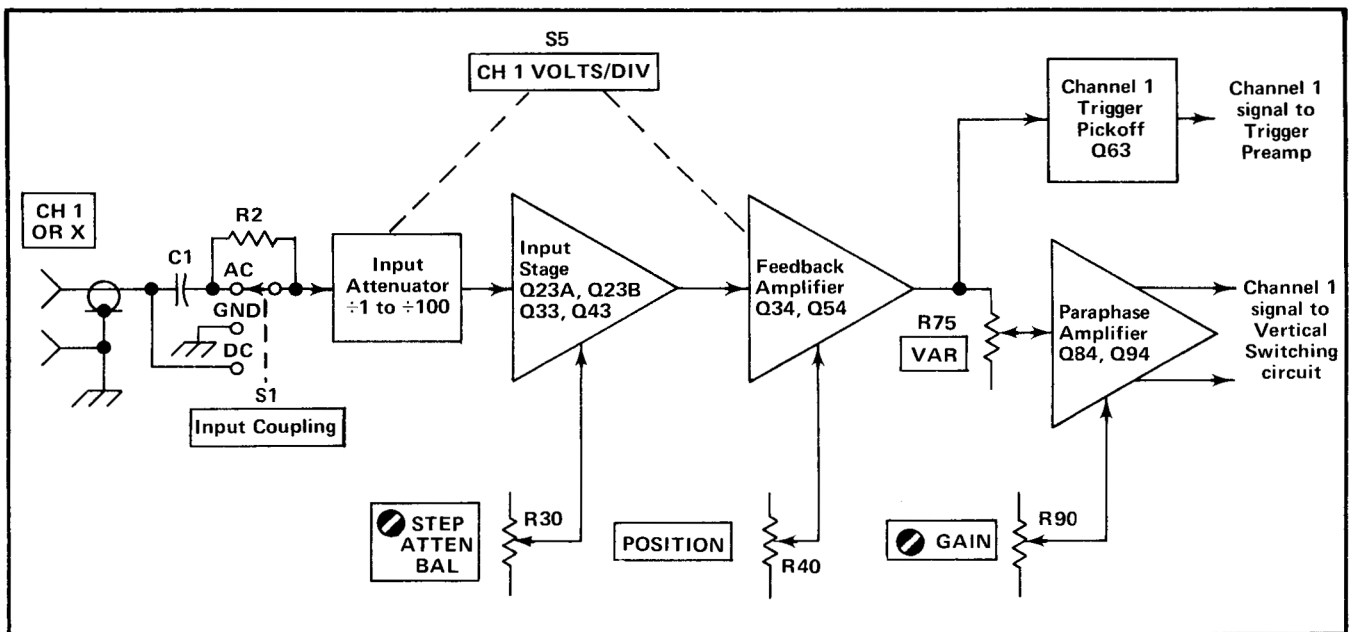 S5
CH 1 VOLTS/DIV
Channel 1
Trigger
Pickoff
Q63
Channel 1
signal to
Trigger
Preamp
CH 1
OR X
C1
R2
AC
GND
DC
S1
Input Coupling
Input
Attenuator
÷1 to ÷100
Input
Stage
Q23A, Q23B
Q33, Q43
Feedback
Amplifier
Q34, Q54
R75
VAR
Paraphase
Amplifier
Q84, Q94
Channel 1
signal to
Vertical
Switching
circuit
STEP
ATTEN
BAL
R30
POSITION
R40
GAIN
R90